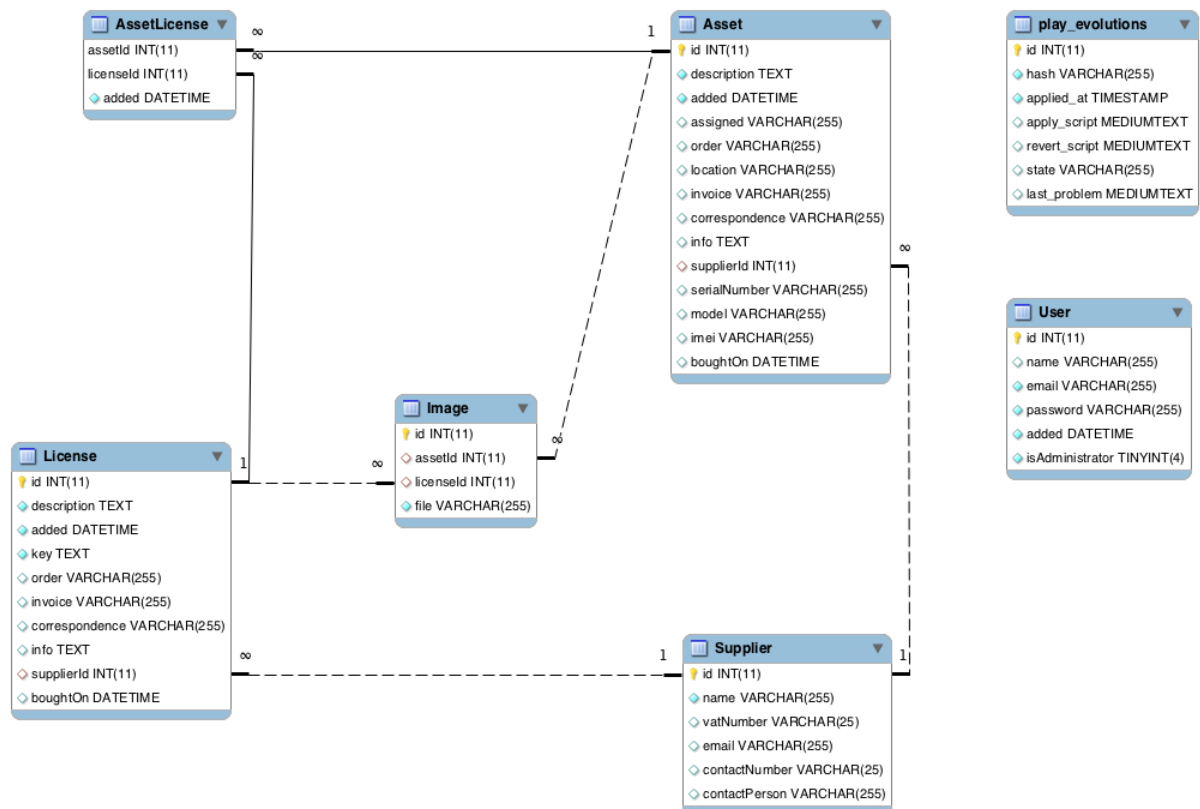 AssetLicense
assetId INT(11)
licenseId INT(11)
added DATETIME
∞
∞
1
Asset
id INT(11)
description TEXT
added DATETIME
assigned VARCHAR(255)
order VARCHAR(255)
location VARCHAR(255)
invoice VARCHAR(255)
correspondence VARCHAR(255)
info TEXT
supplierId INT(11)
serialNumber VARCHAR(255)
model VARCHAR(255)
imei VARCHAR(255)
boughtOn DATETIME
∞
play_evolutions
id INT(11)
hash VARCHAR(255)
applied_at TIMESTAMP
apply_script MEDIUMTEXT
revert_script MEDIUMTEXT
state VARCHAR(255)
last_problem MEDIUMTEXT
User
id INT(11)
name VARCHAR(255)
email VARCHAR(255)
password VARCHAR(255)
added DATETIME
isAdministrator TINYINT(4)
Image
id INT(11)
assetId INT(11)
licenseId INT(11)
file VARCHAR(255)
∞
∞
1
License
id INT(11)
description TEXT
added DATETIME
key TEXT
order VARCHAR(255)
invoice VARCHAR(255)
correspondence VARCHAR(255)
info TEXT
supplierId INT(11)
boughtOn DATETIME
∞
1
1
Supplier
id INT(11)
name VARCHAR(255)
vatNumber VARCHAR(25)
email VARCHAR(255)
contactNumber VARCHAR(25)
contactPerson VARCHAR(255)